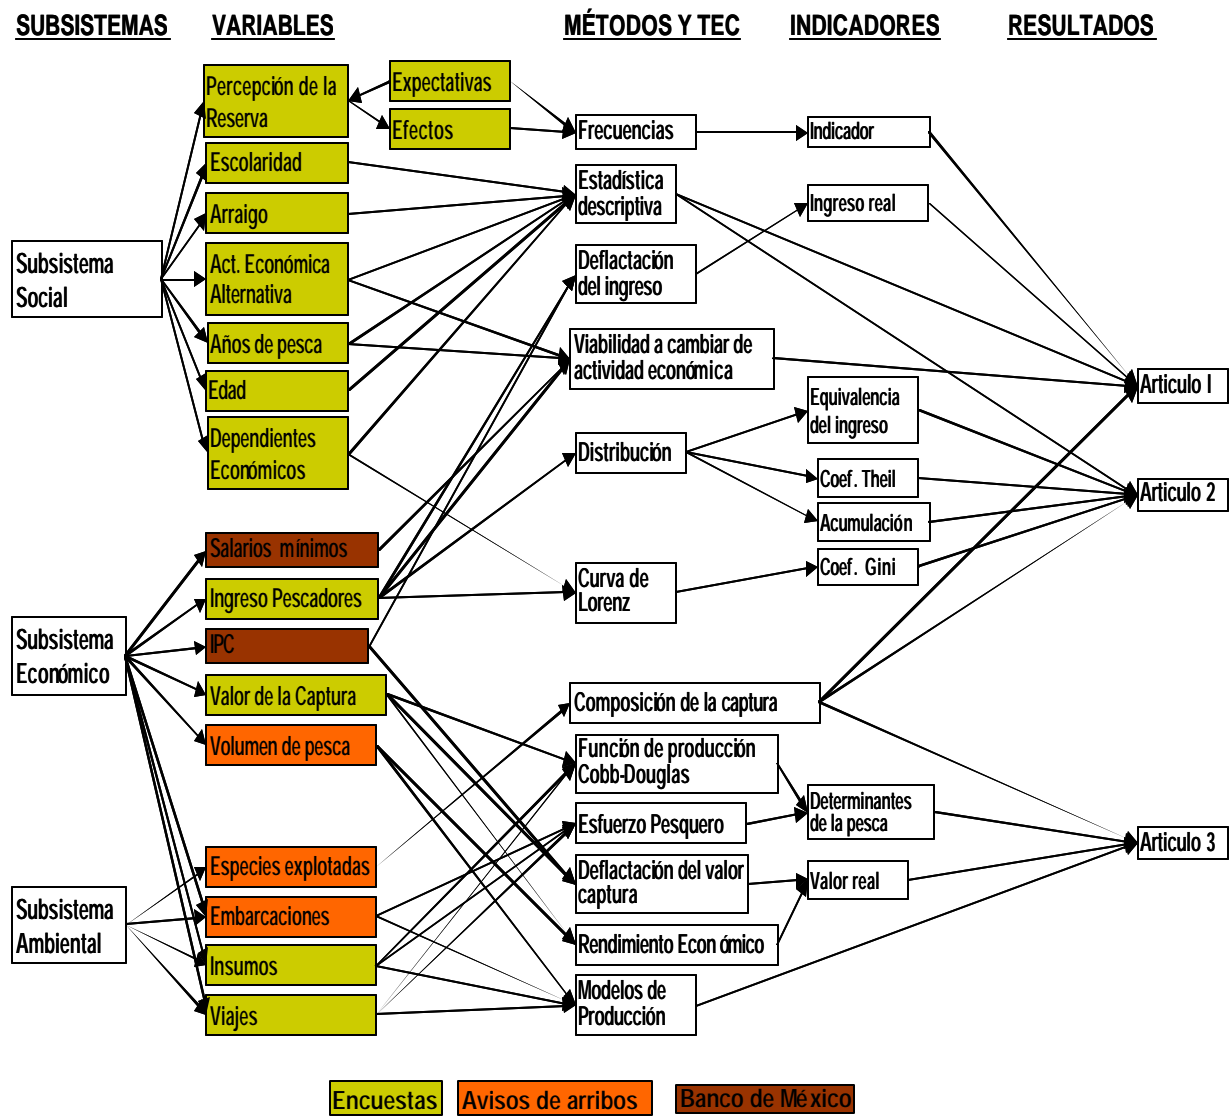 SUBSISTEMAS
VARIABLES
MÉTODOS Y TEC
INDICADORES
RESULTADOS
Subsistema
Social
Subsistema
Económico
Subsistema
Ambiental
Percepción de la
Reserva
Expectativas
Efectos
Escolaridad
Arraigo
Act. Económica
Alternativa
Años de pesca
Edad
Dependientes
Económicos
Salarios mínimos
Ingreso Pescadores
IPC
Valor de la Captura
Volumen de pesca
Especies explotadas
Embarcaciones
Insumos
Viajes
Frecuencias
Estadística
descriptiva
Deflactación
del ingreso
Viabilidad a cambiar de
actividad económica
Distribución
Curva de
Lorenz
Composición de la captura
Función de producción
Cobb-Douglas
Esfuerzo Pesquero
Deflactación del valor
captura
Rendimiento Económico
Modelos de
Producción
Indicador
Ingreso real
Equivalencia
del ingreso
Coef. Theil
Acumulación
Coef. Gini
Determinantes
de la pesca
Valor real
Articulo I
Articulo 2
Articulo 3
Encuestas
Avisos de arribos
Banco de México